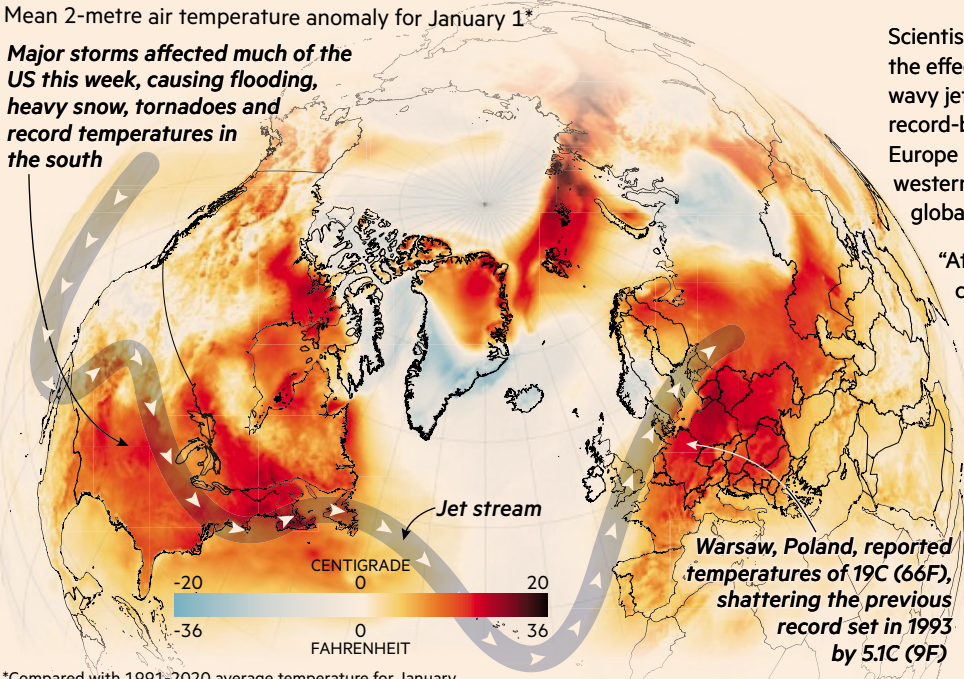 Mean 2-metre air temperature anomaly for January 1*
Major storms affected much of the
US this week, causing flooding,
heavy snow, tornadoes and
record temperatures in
the south
Scientis
the effe
wavy jet
record-b
Europe
western
globa
“Af
c
Jet stream
CENTIGRADE
-20 0 20
-36 0 36
FAHRENHEIT
Warsaw, Poland, reported
temperatures of 19C (66F),
shattering the previous
record set in 1993
by 5.1C (9F)
*Compared with 1991-2020 average temperature for January